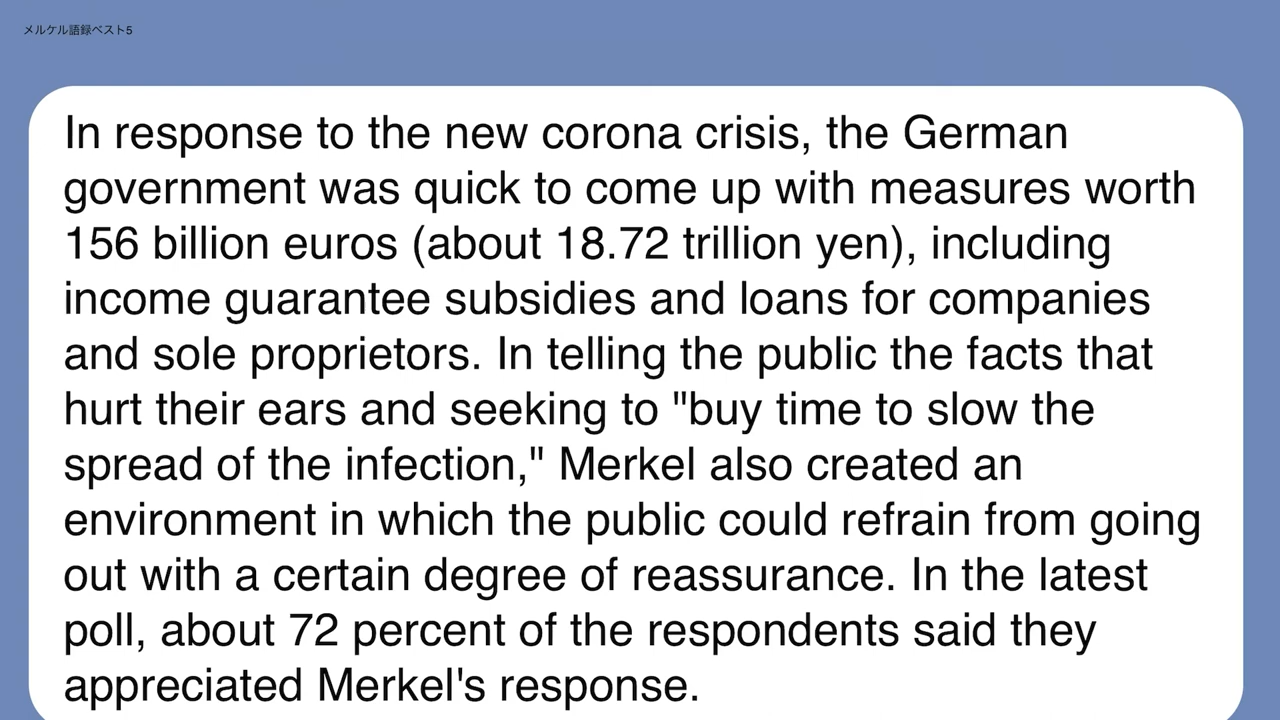 メルケル語録ベスト5
In response to the new corona crisis, the German
government was quick to come up with measures worth
156 billion euros (about 18.72 trillion yen), including
income guarantee subsidies and loans for companies
and sole proprietors. In telling the public the facts that
hurt their ears and seeking to "buy time to slow the
spread of the infection," Merkel also created an
environment in which the public could refrain from going
out with a certain degree of reassurance. In the latest
poll, about 72 percent of the respondents said they
appreciated Merkel's response.